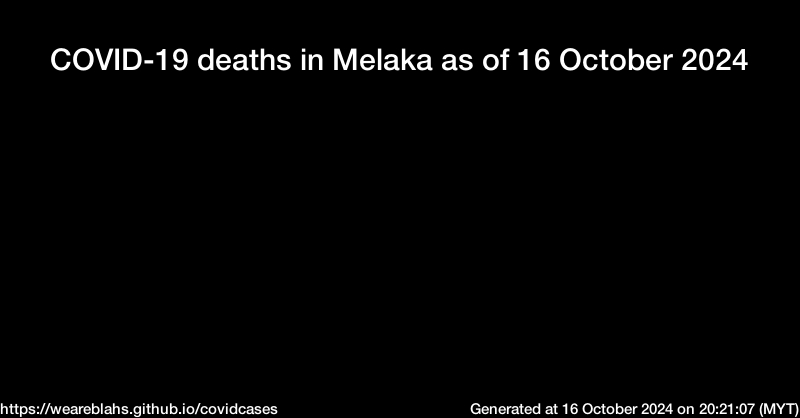 COVID-19 deaths in Melaka as of 16 October 2024
https://weareblahs.github.io/covidcases
Generated at 16 October 2024 on 20:21:07 (MYT)